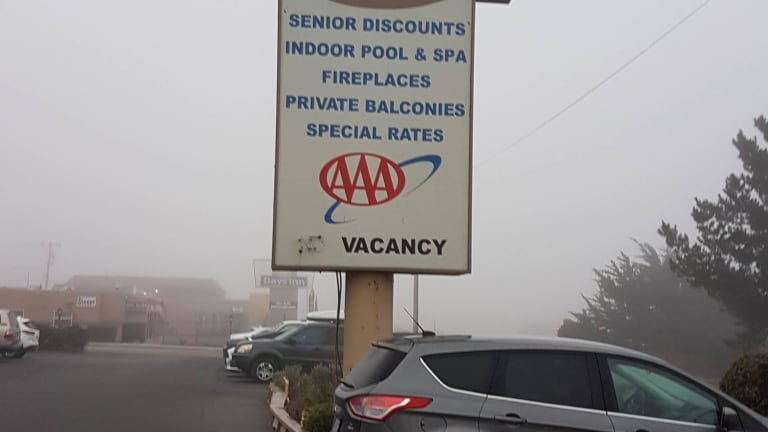 SENIOR DISCOUNTS
INDOOR POOL & SPA
FIREPLACES
PRIVATE BALCONIES
SPECIAL RATES
AAA
VACANCY
Days Inn